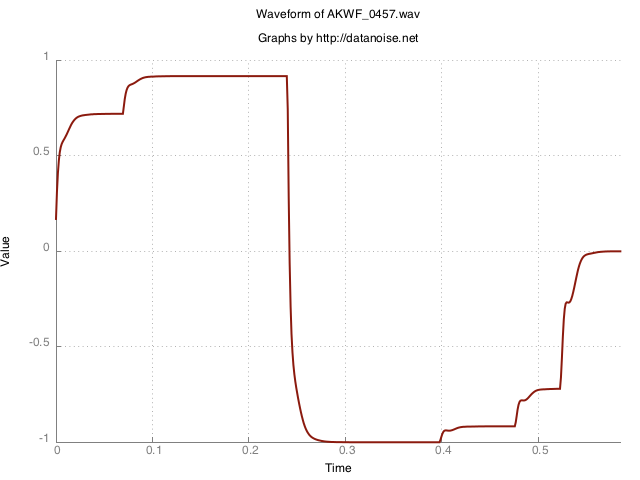 Waveform of AKWF_0457.wav
Graphs by http://datanoise.net
1
0.5
0
-0.5
-1
Value
0 0.1 0.2 0.3 0.4 0.5
Time